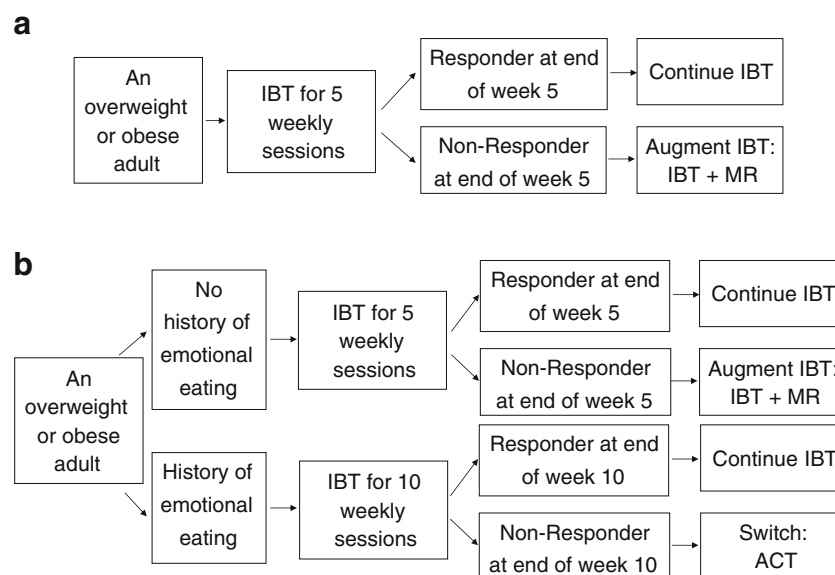 a
An
overweight
or obese
adult
IBT for 5
weekly
sessions
Responder at end
of week 5
Continue IBT
Non-Responder
at end of week 5
Augment IBT:
IBT + MR
b
An
overweight
or obese
adult
No
history of
emotional
eating
IBT for 5
weekly
sessions
Responder at end
of week 5
Continue IBT
Non-Responder
at end of week 5
Augment IBT:
IBT + MR
History of
emotional
eating
IBT for 10
weekly
sessions
Responder at end
of week 10
Continue IBT
Non-Responder
at end of week 10
Switch:
ACT